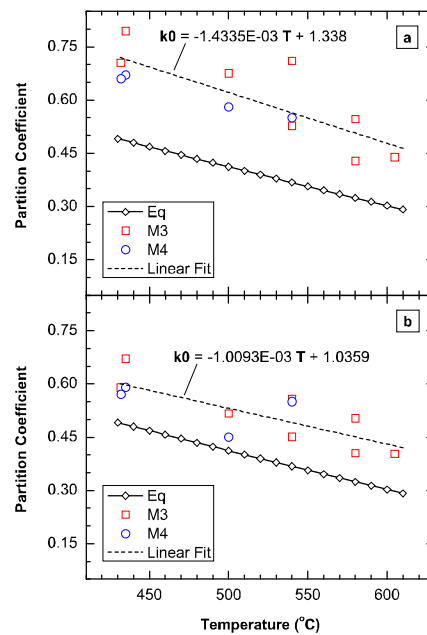 k0 = -1.4335E-03 T + 1.338
a
0.75
0.60
0.45
0.30
0.15
Partition Coefficient
Eq
M3
M4
Linear Fit
k0 = -1.0093E-03 T + 1.0359
b
0.75
0.60
0.45
0.30
0.15
Partition Coefficient
Eq
M3
M4
Linear Fit
450 500 550 600
Temperature (°C)